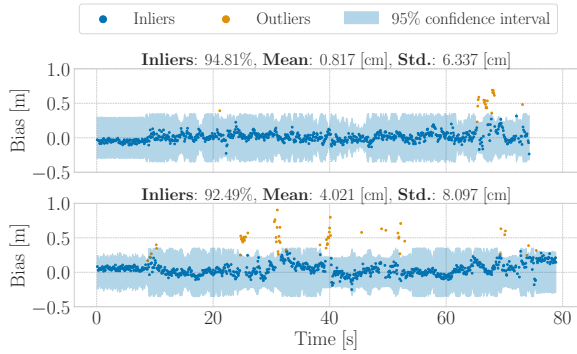 Inliers Outliers 95% confidence interval
Inliers: 94.81%, Mean: 0.817 [cm], Std.: 6.337 [cm]
1.0
0.5
0.0
−0.5
Bias [m]
Inliers: 92.49%, Mean: 4.021 [cm], Std.: 8.097 [cm]
1.0
0.5
0.0
−0.5
Bias [m]
0 20 40 60 80
Time [s]